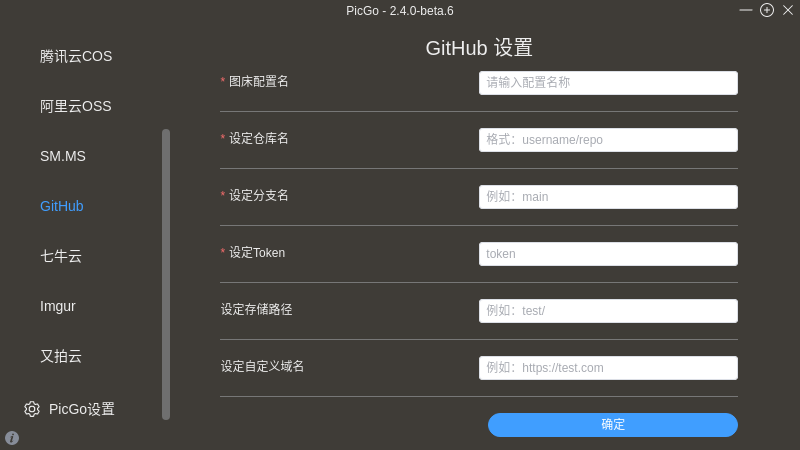 PicGo - 2.4.0-beta.6
腾讯云COS
阿里云OSS
SM.MS
GitHub
七牛云
Imgur
又拍云
PicGo设置
GitHub 设置
* 图床配置名
请输入配置名称
* 设定仓库名
格式：username/repo
* 设定分支名
例如：main
* 设定Token
token
设定存储路径
例如：test/
设定自定义域名
例如：https://test.com
确定